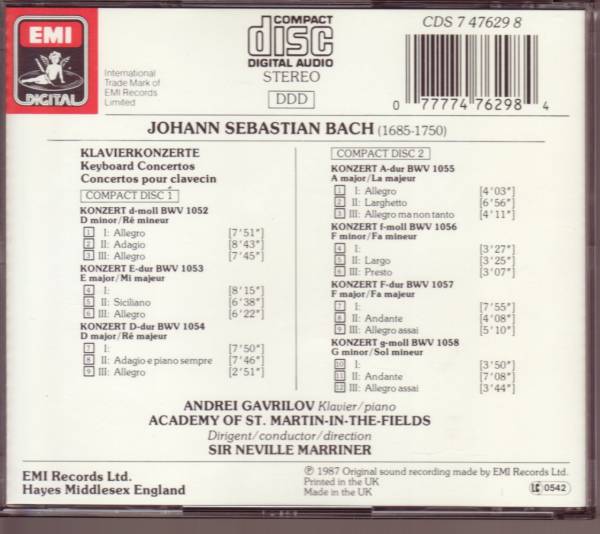 EMI
DIGITAL
International
Trade Mark of
EMI Records
Limited
COMPACT
disc
DIGITAL AUDIO
STEREO
DDD
CDS 7 47629 8
0 77774 76298 4
JOHANN SEBASTIAN BACH (1685-1750)
KLAVIERKONZERTE
Keyboard Concertos
Concertos pour clavecin
COMPACT DISC 1
KONZERT d-moll BWV 1052
D minor/Ré mineur
1 I: Allegro [7'51"]
2 II: Adagio [8'43"]
3 III: Allegro [7'45"]
KONZERT E-dur BWV 1053
E major/Mi majeur
4 I: [8'15"]
5 II: Siciliano [6'38"]
6 III: Allegro [6'22"]
KONZERT D-dur BWV 1054
D major/Ré majeur
7 I: [7'50"]
8 II: Adagio e piano sempre [7'46"]
9 III: Allegro [2'51"]
COMPACT DISC 2
KONZERT A-dur BWV 1055
A major/La majeur
1 I: Allegro [4'03"]
2 II: Larghetto [6'56"]
3 III: Allegro ma non tanto [4'11"]
KONZERT f-moll BWV 1056
F minor/Fa mineur
4 I: [3'27"]
5 II: Largo [3'25"]
6 III: Presto [3'07"]
KONZERT F-dur BWV 1057
F major/Fa majeur
7 I: [7'55"]
8 II: Andante [4'08"]
9 III: Allegro assai [5'10"]
KONZERT g-moll BWV 1058
G minor/Sol mineur
10 I: [3'50"]
11 II: Andante [7'08"]
12 III: Allegro assai [3'44"]
ANDREI GAVRILOV Klavier/piano
ACADEMY OF ST. MARTIN-IN-THE-FIELDS
Dirigent/conductor/direction
SIR NEVILLE MARRINER
EMI Records Ltd.
Hayes Middlesex England
℗ 1987 Original sound recording made by EMI Records Ltd.
Printed in the UK
Made in the UK
LC 0542